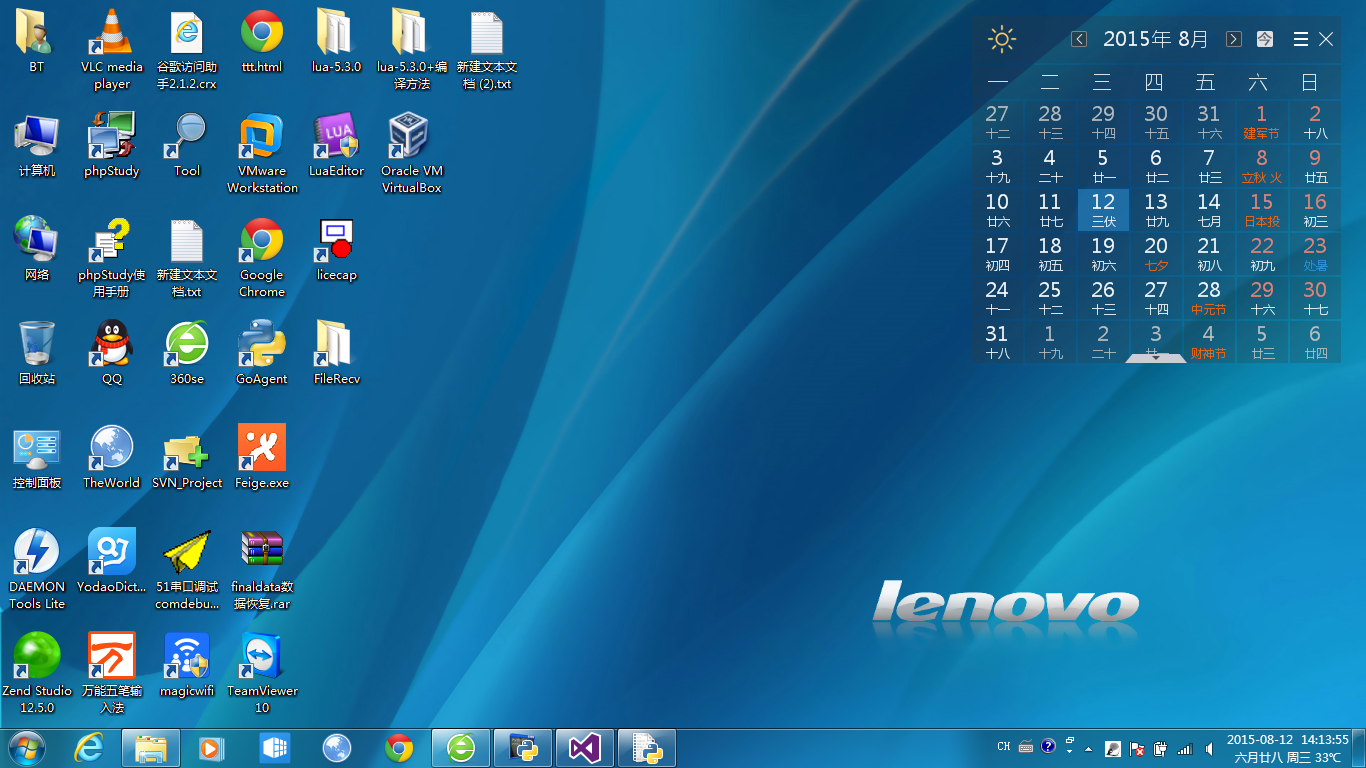 BT
VLC media
player
谷歌访问助
手2.1.2.crx
ttt.html
lua-5.3.0
lua-5.3.0+编
译方法
新建文本文
档 (2).txt
计算机
phpStudy
Tool
VMware
Workstation
LUA
LuaEditor
Oracle VM
VirtualBox
网络
phpStudy使
用手册
新建文本文
档.txt
Google
Chrome
licecap
回收站
QQ
360se
GoAgent
FileRecv
控制面板
TheWorld
SVN_Project
Feige.exe
DAEMON
Tools Lite
YodaoDict...
51串口调试
comdebu...
finaldata数
据恢复.rar
Zend Studio
12.5.0
万能五笔输
入法
magicwifi
TeamViewer
10
2015年 8月 今
一 二 三 四 五 六 日
27 28 29 30 31 1 2
十二 十三 十四 十五 十六 建军节 十八
3 4 5 6 7 8 9
十九 二十 廿一 廿二 廿三 立秋 火 廿五
10 11 12 13 14 15 16
廿六 廿七 三伏 廿九 七月 日本投 初三
17 18 19 20 21 22 23
初四 初五 初六 七夕 初八 初九 处暑
24 25 26 27 28 29 30
十一 十二 十三 十四 中元节 十六 十七
31 1 2 3 4 5 6
十八 十九 二十 财神节 廿三 廿四
lenovo
CH
2015-08-12 14:13:55
六月廿八 周三 33℃